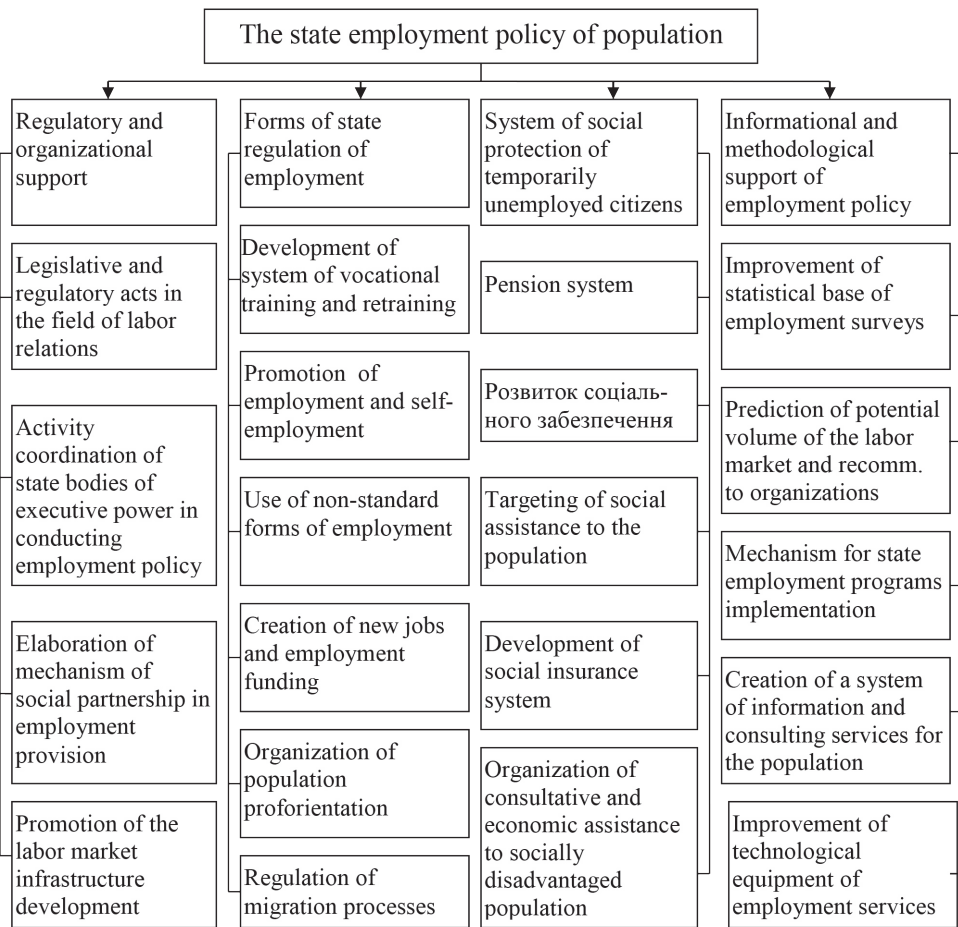 The state employment policy of population
Regulatory and
organizational
support
Legislative and
regulatory acts in
the field of labor
relations
Activity
coordination of
state bodies of
executive power in
conducting
employment policy
Elaboration of
mechanism of
social partnership in
employment
provision
Promotion of the
labor market
infrastructure
development
Forms of state
regulation of
employment
Development of
system of vocational
training and retraining
Promotion of
employment and self-
employment
Use of non-standard
forms of employment
Creation of new jobs
and employment
funding
Organization of
population
proforientation
Regulation of
migration processes
System of social
protection of
temporarily
unemployed citizens
Pension system
Розвиток соціаль-
ного забезпечення
Targeting of social
assistance to the
population
Development of
social insurance
system
Organization of
consultative and
economic assistance
to socially
disadvantaged
population
Informational and
methodological
support of
employment policy
Improvement of
statistical base of
employment surveys
Prediction of potential
volume of the labor
market and recomm.
to organizations
Mechanism for state
employment programs
implementation
Creation of a system
of information and
consulting services for
the population
Improvement of
technological
equipment of
employment services